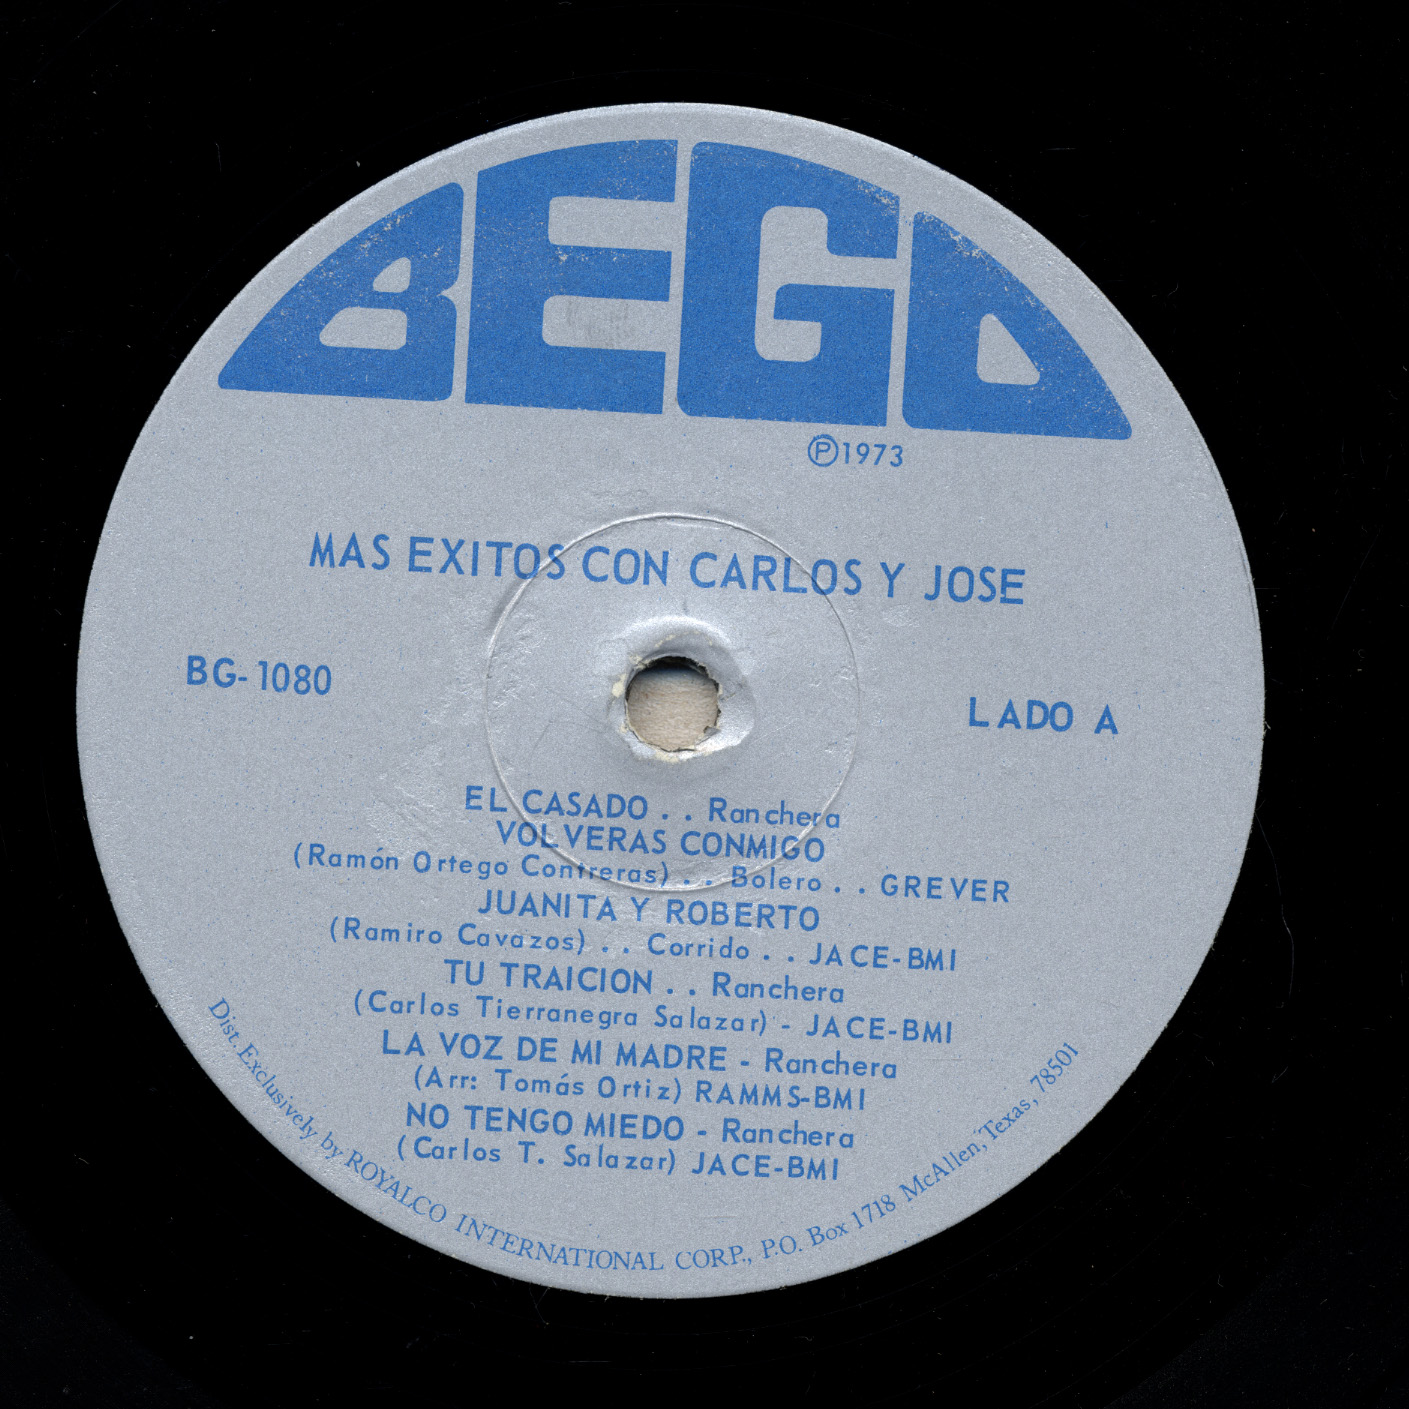 BEGO
Ⓟ1973
MAS EXITOS CON CARLOS Y JOSE
BG-1080
LADO A
EL CASADO . . Ranchera
VOLVERAS CONMIGO
(Ramón Ortego Contreras) . . Bolero . . GREVER
JUANITA Y ROBERTO
(Ramiro Cavazos) . . Corrido . . JACE-BMI
TU TRAICION . . Ranchera
(Carlos Tierranegra Salazar) - JACE-BMI
LA VOZ DE MI MADRE - Ranchera
(Arr: Tomás Ortiz) RAMMS-BMI
NO TENGO MIEDO - Ranchera
(Carlos T. Salazar) JACE-BMI
Dist. Exclusively by ROYALCO INTERNATIONAL CORP., P.O. Box 1718 McAllen, Texas, 78501